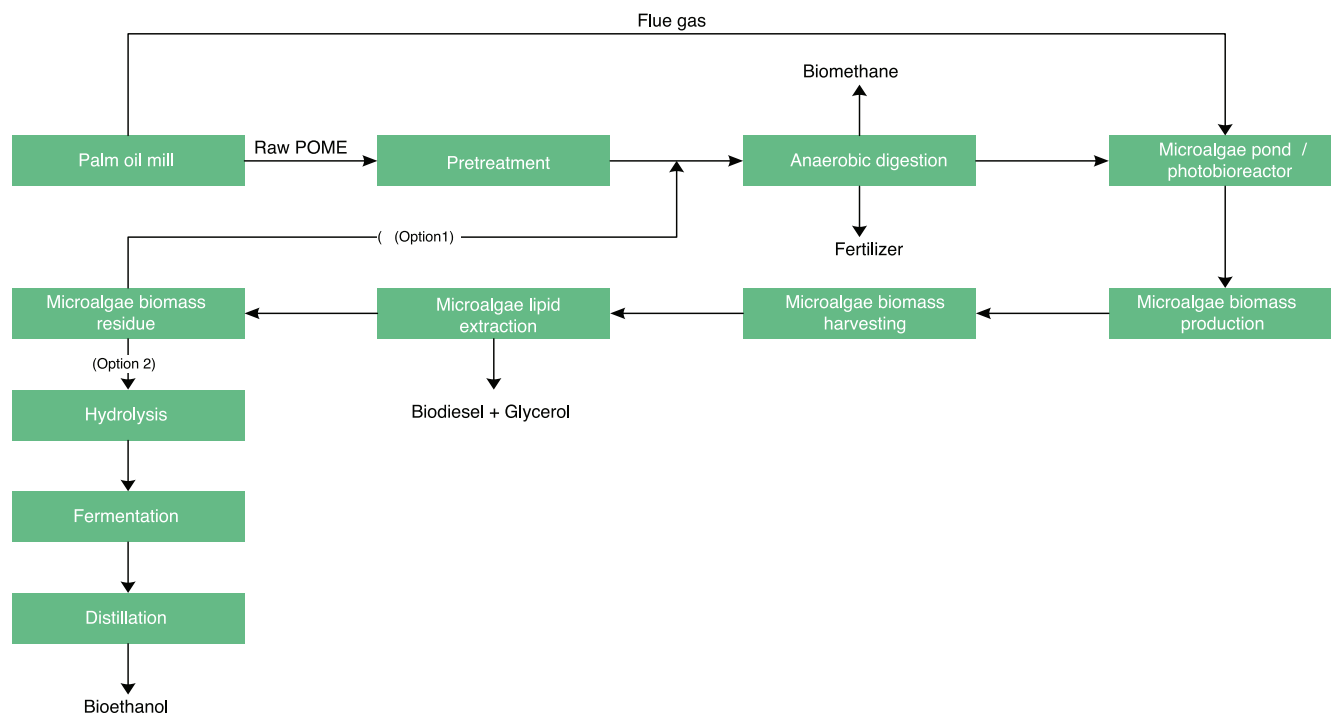 Flue gas
Biomethane
Palm oil mill
Raw POME
Pretreatment
Anaerobic digestion
Microalgae pond /
photobioreactor
( (Option1)
Fertilizer
Microalgae biomass
residue
Microalgae lipid
extraction
Microalgae biomass
harvesting
Microalgae biomass
production
(Option 2)
Hydrolysis
Biodiesel + Glycerol
Fermentation
Distillation
Bioethanol